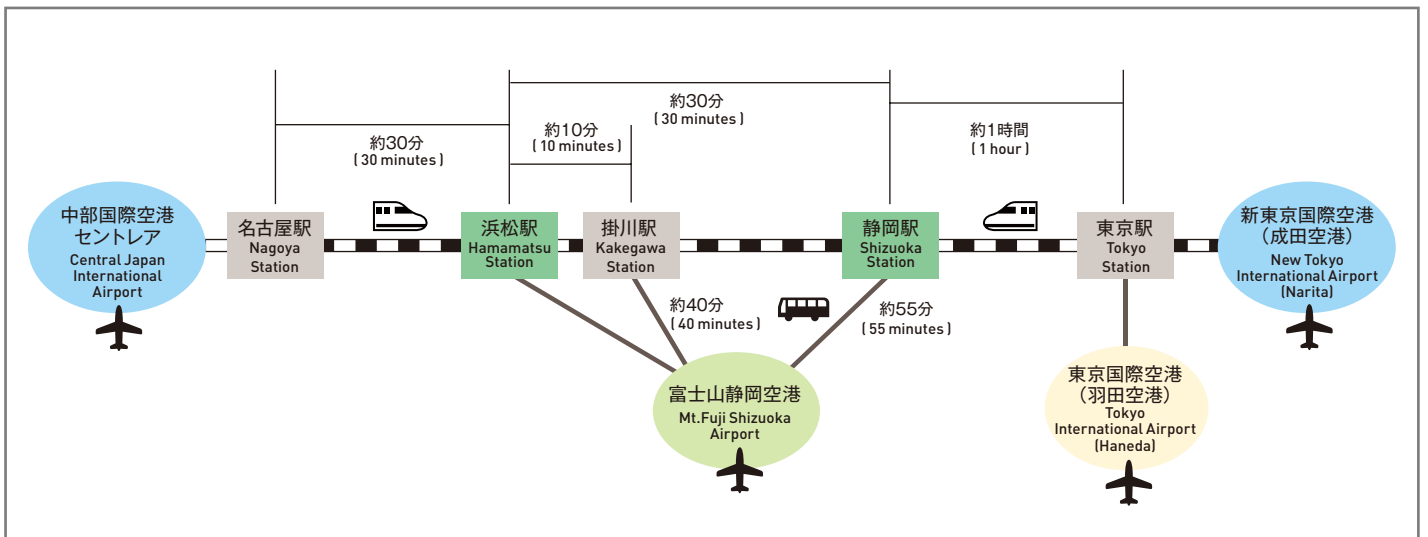 約30分
( 30 minutes )
約10分
( 10 minutes )
約30分
( 30 minutes )
約1時間
( 1 hour )
中部国際空港
セントレア
Central Japan
International
Airport
名古屋駅
Nagoya
Station
浜松駅
Hamamatsu
Station
掛川駅
Kakegawa
Station
静岡駅
Shizuoka
Station
東京駅
Tokyo
Station
新東京国際空港
（成田空港）
New Tokyo
International Airport
(Narita)
約40分
( 40 minutes )
約55分
( 55 minutes )
富士山静岡空港
Mt.Fuji Shizuoka
Airport
東京国際空港
（羽田空港）
Tokyo
International Airport
(Haneda)